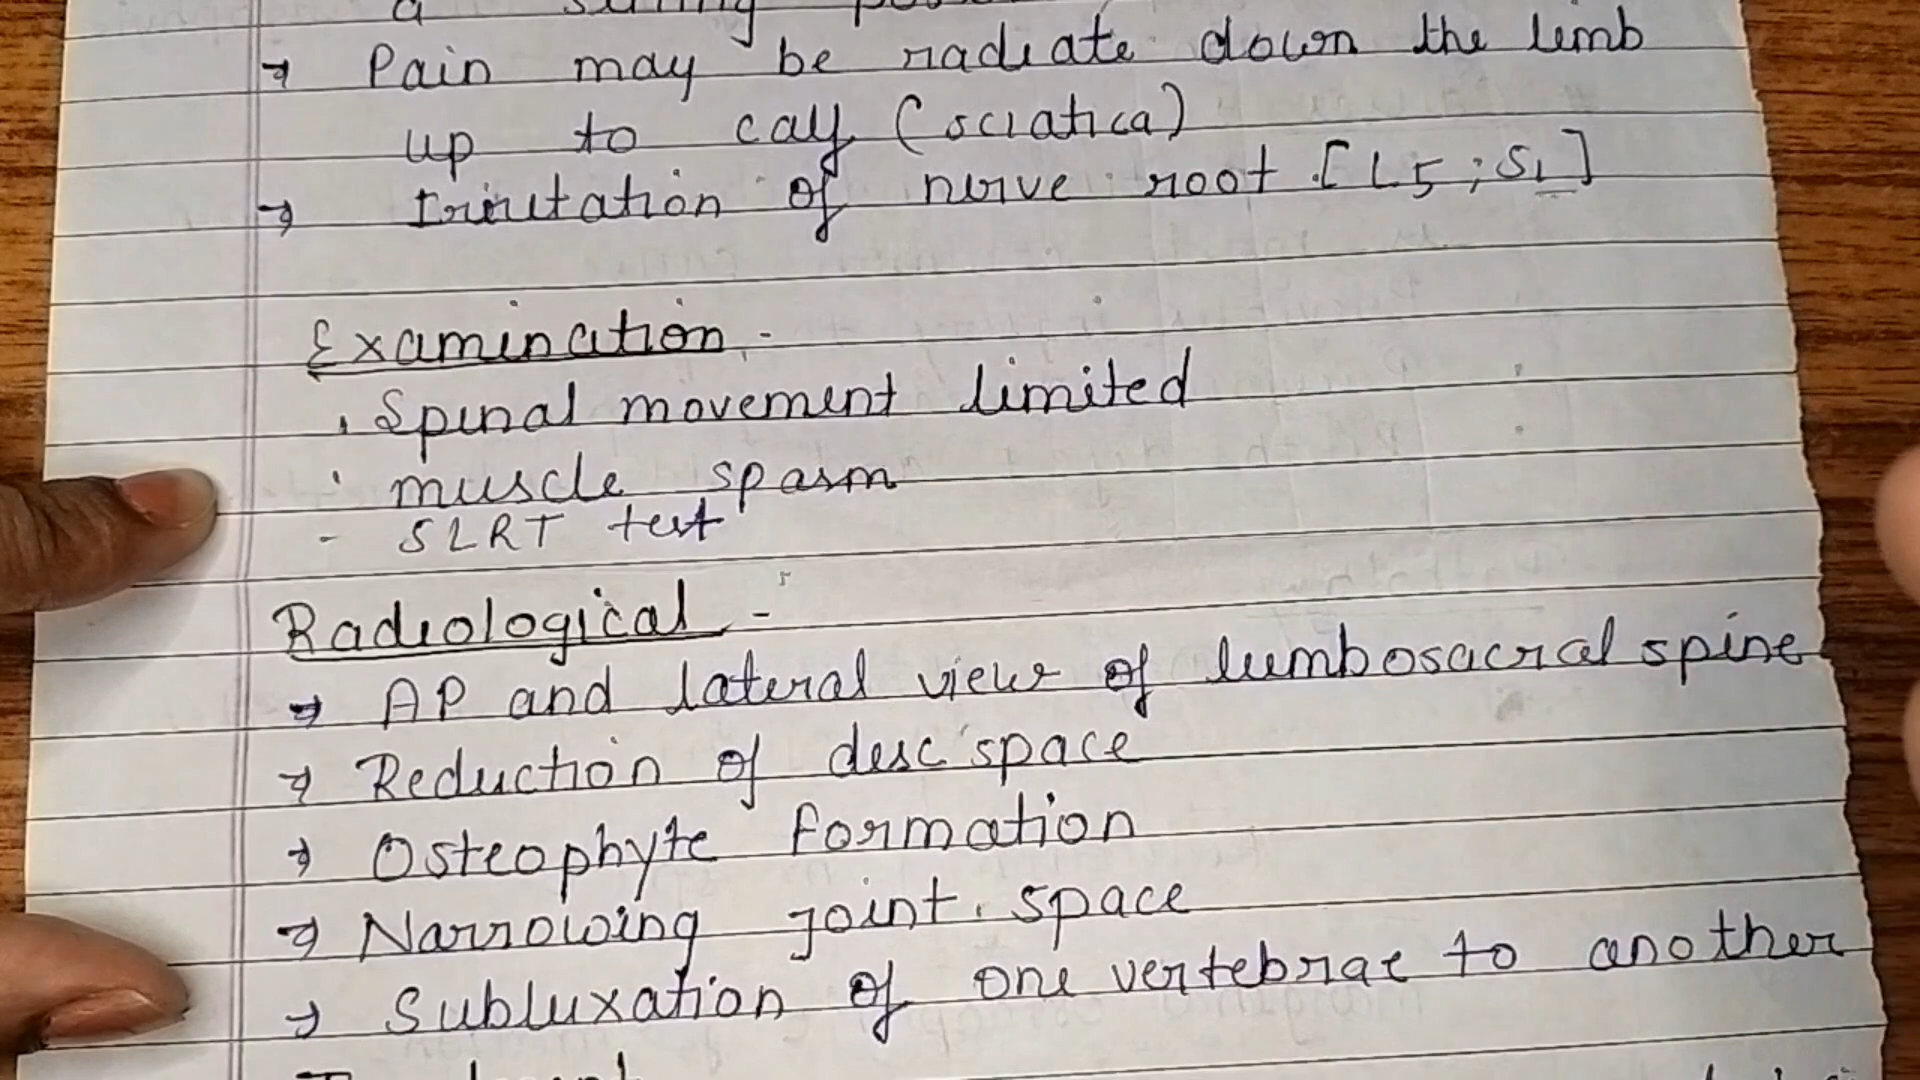 → Pain may be radiate down the limb
up to calf (sciatica)
→ Irritation of nerve root [L5; S1]
Examination -
Spinal movement limited
muscle spasm
- SLRT test
Radiological -
→ AP and lateral view of lumbosacral spine
→ Reduction of desc space
→ Osteophyte formation
→ Narrowing joint space
→ Subluxation of one vertebrae to another